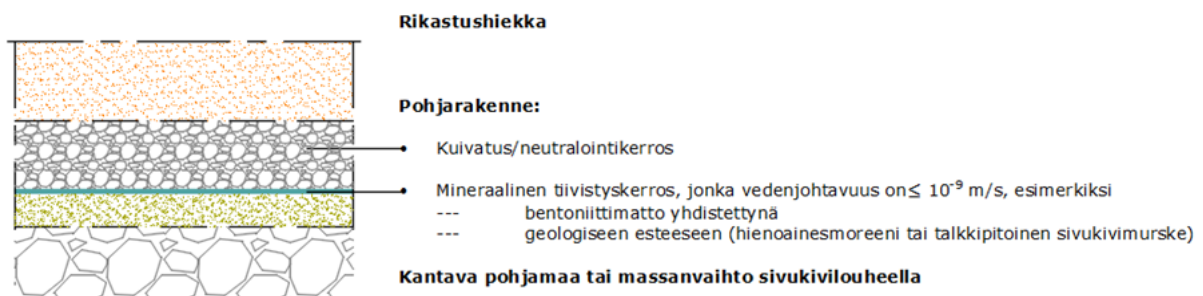 Rikastushiekka
Pohjarakenne:
• Kuivatus/neutralointikerros
• Mineraalinen tiivistyskerros, jonka vedenjohtavuus on≤ 10⁻⁹ m/s, esimerkiksi
--- bentoniittimatto yhdistettynä
--- geologiseen esteeseen (hienoainesmoreeni tai talkkipitoinen sivukivimurske)
Kantava pohjamaa tai massanvaihto sivukivilouheella